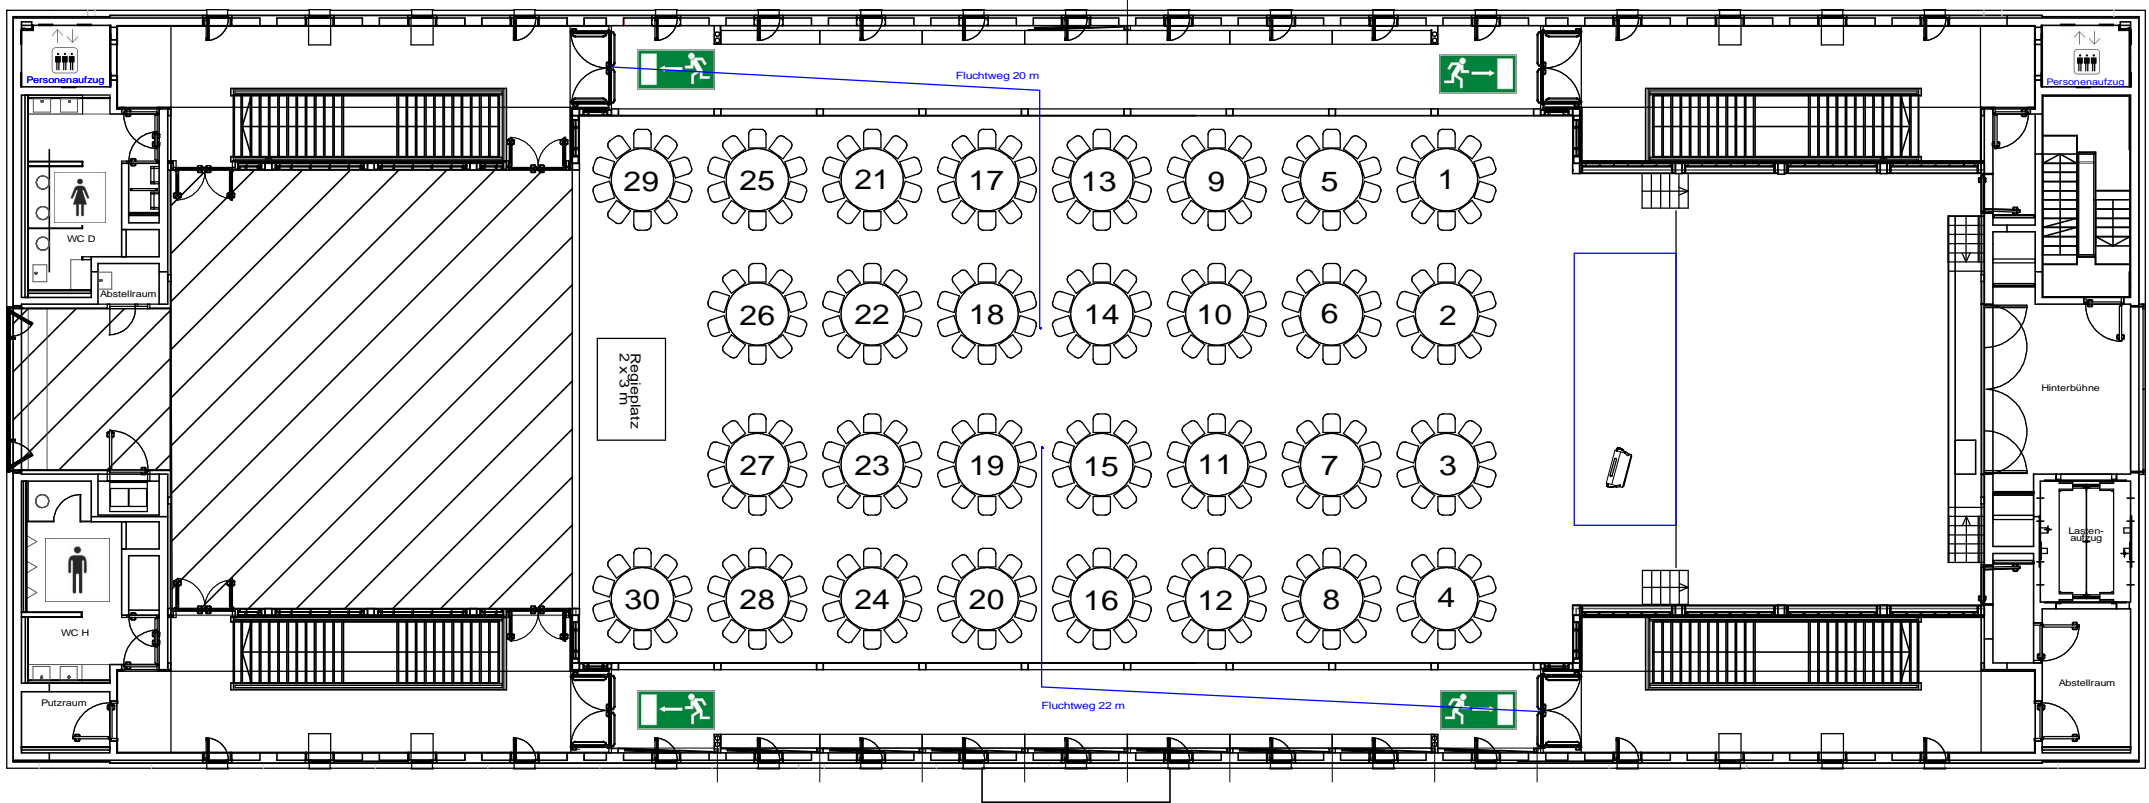 Personenaufzug
Fluchtweg 20 m
Personenaufzug
29
25
21
17
13
9
5
1
WC D
Abstellraum
26
22
18
14
10
6
2
Regieplatz
2 x 3 m
Hinterbühne
27
23
19
15
11
7
3
Lasten-
aufzug
30
28
24
20
16
12
8
4
WC H
Putzraum
Fluchtweg 22 m
Abstellraum